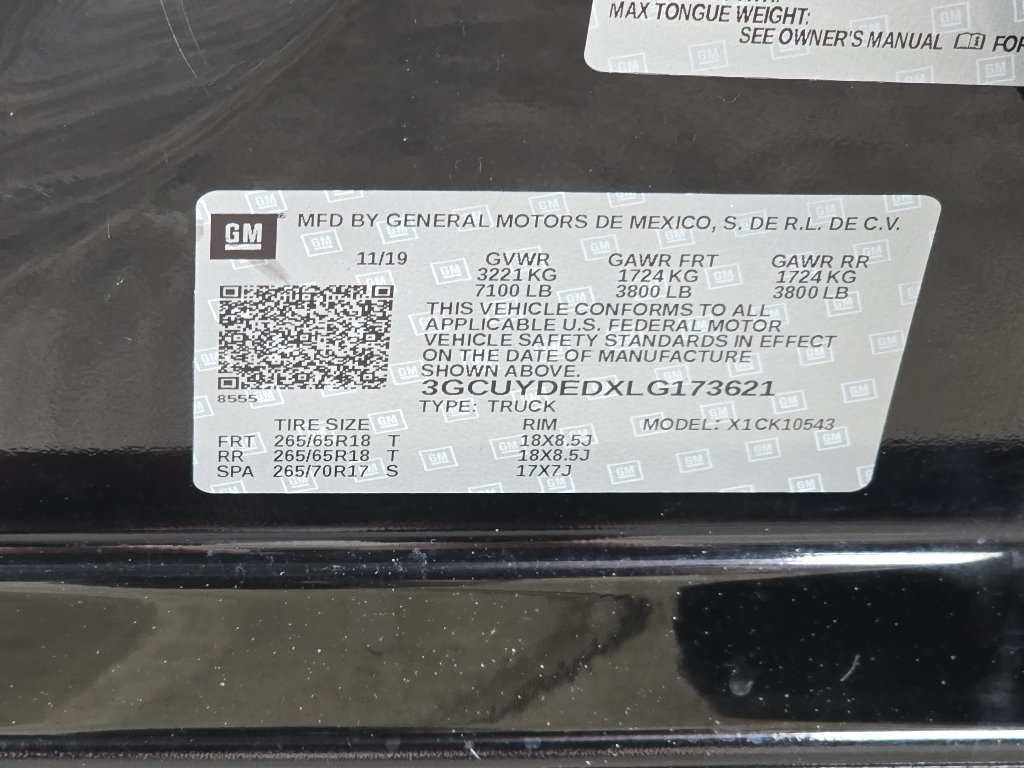 MAX TONGUE WEIGHT:
SEE OWNER'S MANUAL FOR
GM
MFD BY GENERAL MOTORS DE MEXICO, S. DE R.L. DE C.V.
11/19 GVWR GAWR FRT GAWR RR
3221 KG 1724 KG 1724 KG
7100 LB 3800 LB 3800 LB
THIS VEHICLE CONFORMS TO ALL
APPLICABLE U.S. FEDERAL MOTOR
VEHICLE SAFETY STANDARDS IN EFFECT
ON THE DATE OF MANUFACTURE
SHOWN ABOVE.
3GCUYDEDXLG173621
8555
TYPE: TRUCK
TIRE SIZE RIM MODEL: X1CK10543
FRT 265/65R18 T 18X8.5J
RR 265/65R18 T 18X8.5J
SPA 265/70R17 S 17X7J